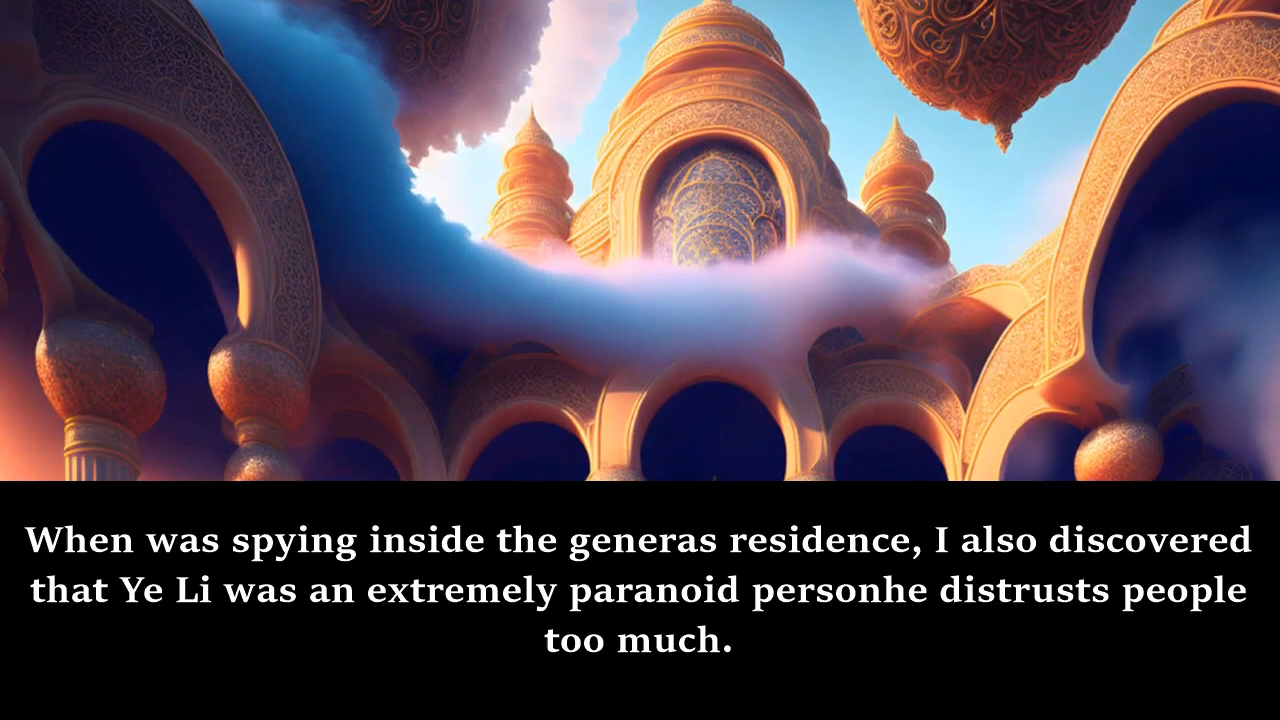 When was spying inside the generas residence, I also discovered
that Ye Li was an extremely paranoid personhe distrusts people
too much.